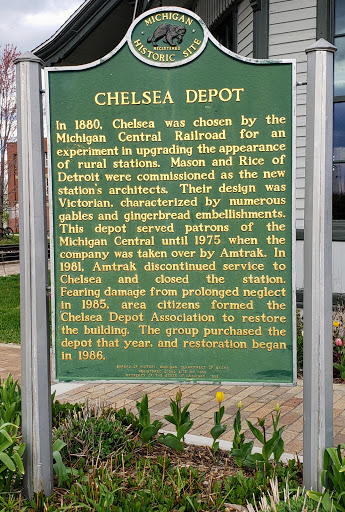 MICHIGAN
REGISTERED
HISTORIC SITE
CHELSEA DEPOT
In 1880, Chelsea was chosen by the
Michigan Central Railroad for an
experiment in upgrading the appearance
of rural stations. Mason and Rice of
Detroit were commissioned as the new
station's architects. Their design was
Victorian, characterized by numerous
gables and gingerbread embellishments.
This depot served patrons of the
Michigan Central until 1975 when the
company was taken over by Amtrak. In
1981, Amtrak discontinued service to
Chelsea and closed the station.
Fearing damage from prolonged neglect
in 1985, area citizens formed the
Chelsea Depot Association to restore
the building. The group purchased the
depot that year, and restoration began
in 1986.